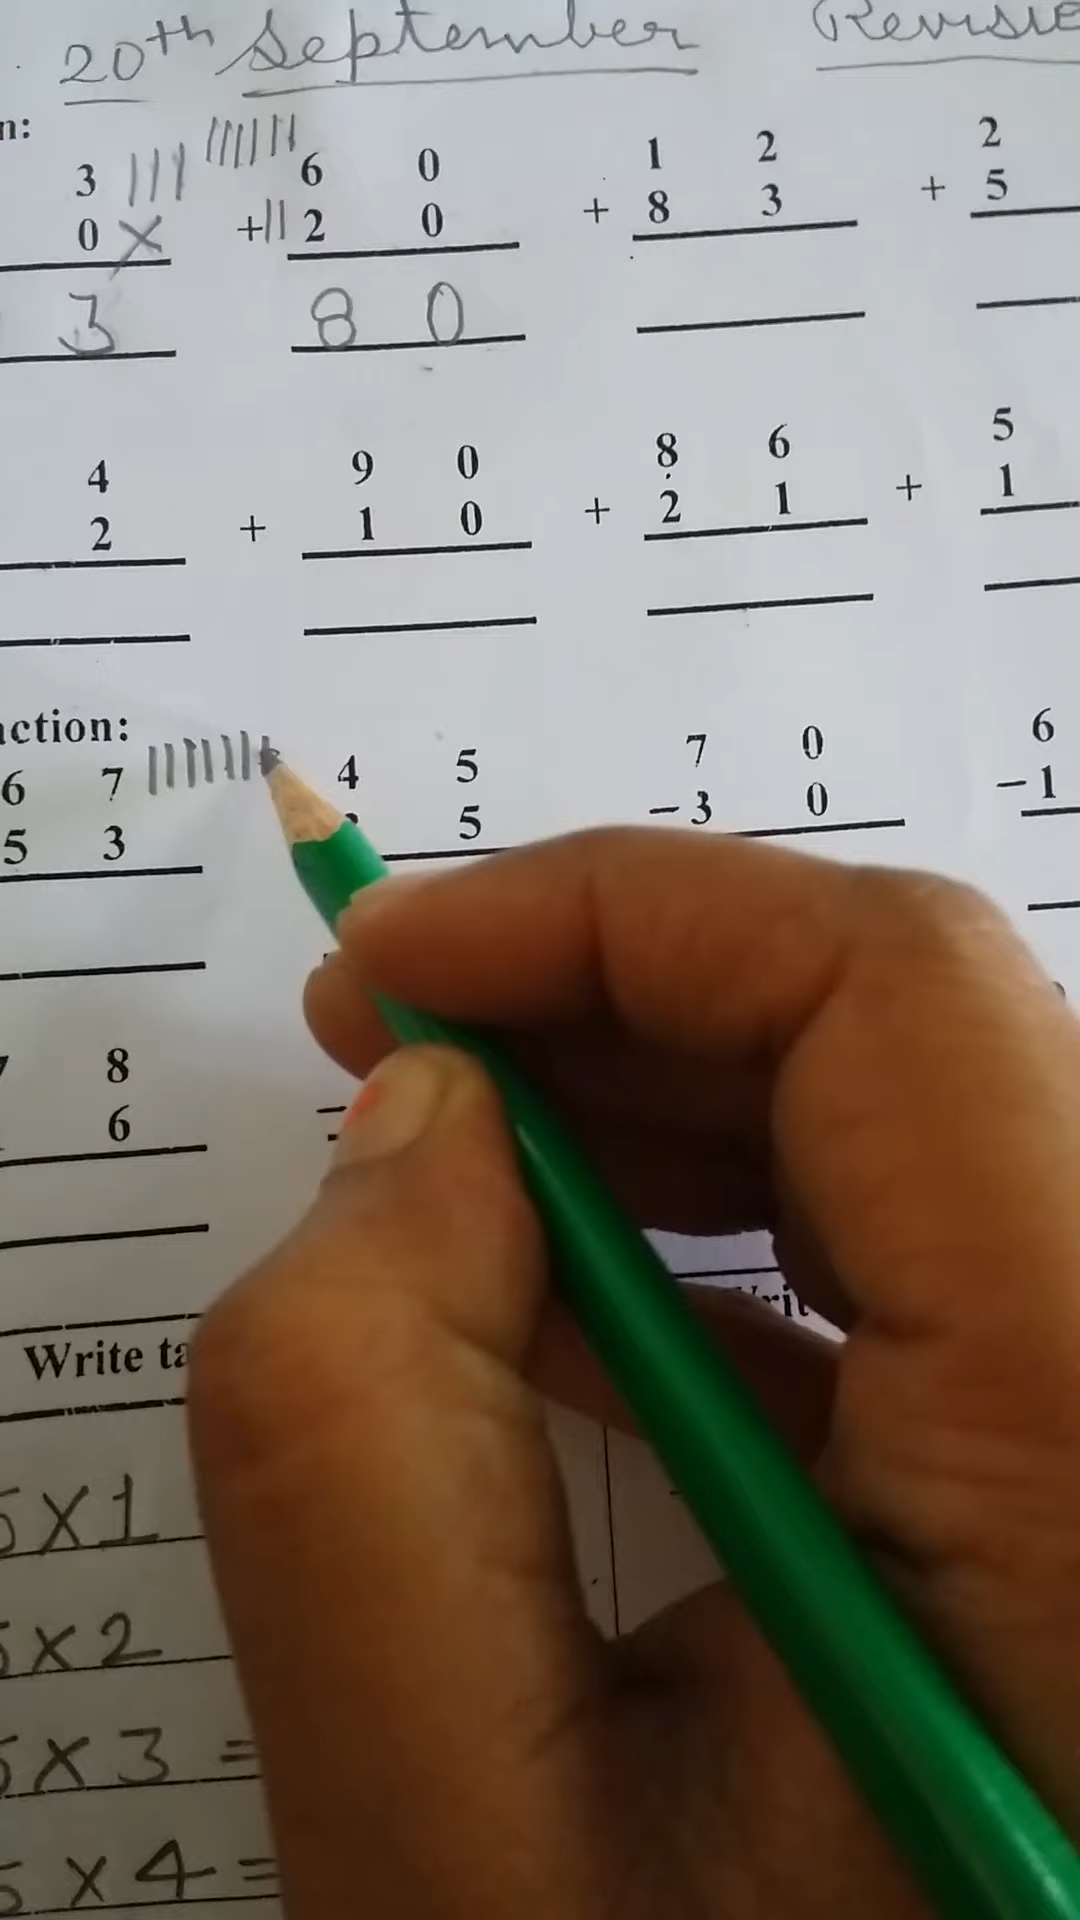 20th September Revisi
n:
3 6 0 1 2 2
0 + 2 0 + 8 3 + 5
3 8 0
4 9 0 8 6 5
2 + 1 0 + 2 1 + 1
action:
6 7 4 5 7 0 6
5 3 5 - 3 0 - 1
8
6
Write ta
5 X 1
5 X 2
5 X 3 =
5 X 4 =